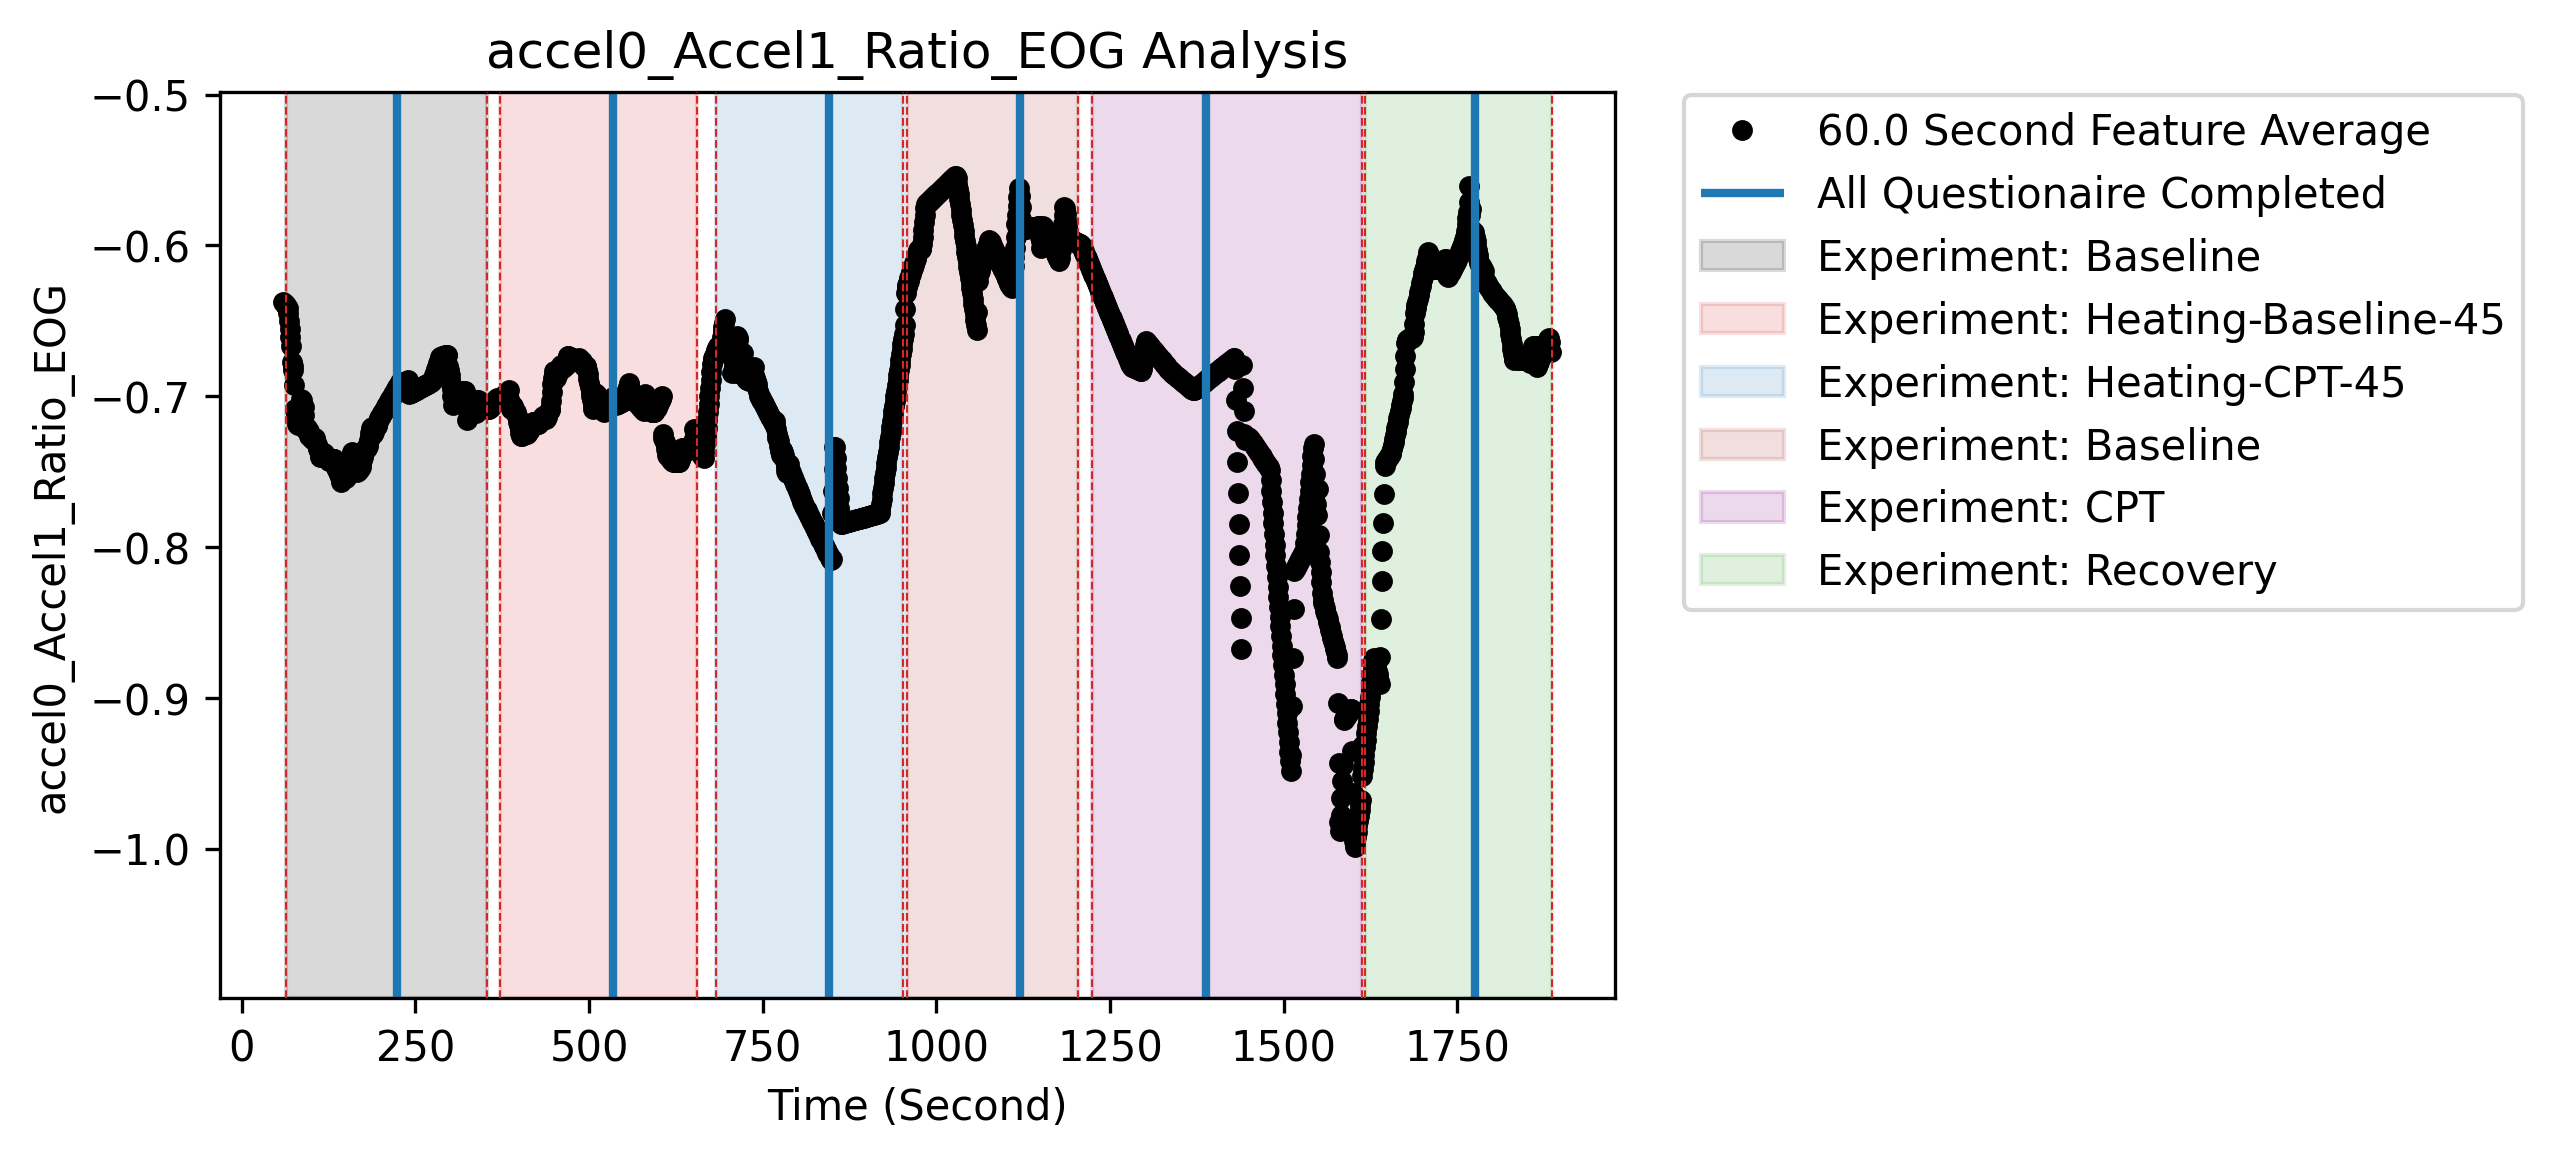 accel0_Accel1_Ratio_EOG Analysis
accel0_Accel1_Ratio_EOG
−0.5
−0.6
−0.7
−0.8
−0.9
−1.0
0 250 500 750 1000 1250 1500 1750
Time (Second)
60.0 Second Feature Average
All Questionaire Completed
Experiment: Baseline
Experiment: Heating-Baseline-45
Experiment: Heating-CPT-45
Experiment: Baseline
Experiment: CPT
Experiment: Recovery